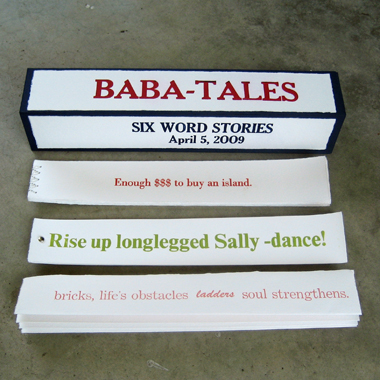 BABA-TALES
SIX WORD STORIES
April 5, 2009
Enough $$$ to buy an island.
Rise up longlegged Sally -dance!
bricks, life's obstacles ladders soul strengthens.